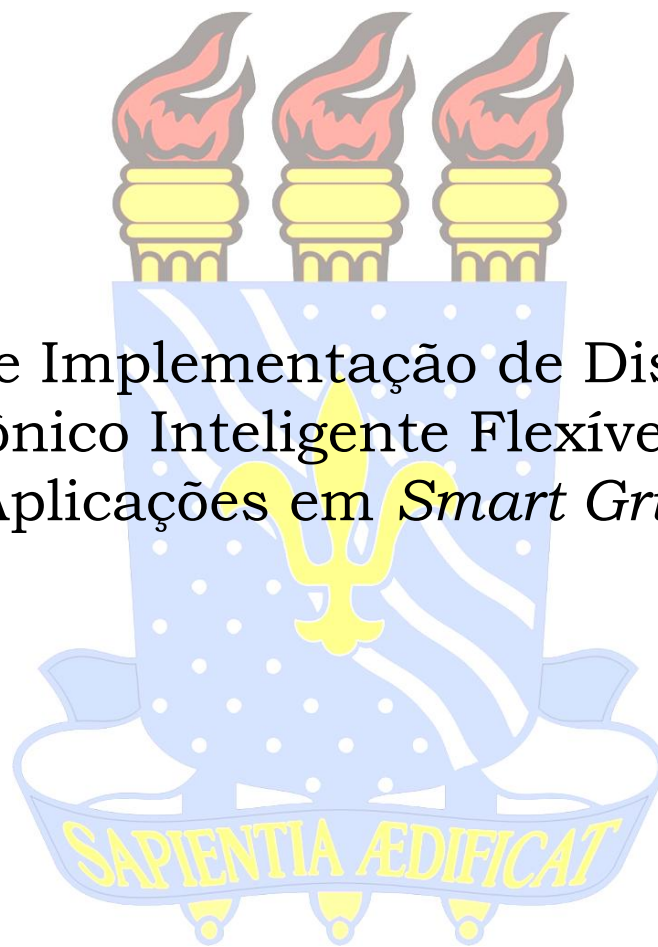 e Implementação de Dis
ônico Inteligente Flexíve
Aplicações em Smart Gr
SAPIENTIA ÆDIFICAT